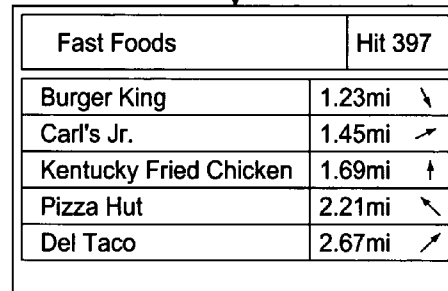 Fast Foods Hit 397
Burger King 1.23mi
Carl's Jr. 1.45mi
Kentucky Fried Chicken 1.69mi
Pizza Hut 2.21mi
Del Taco 2.67mi